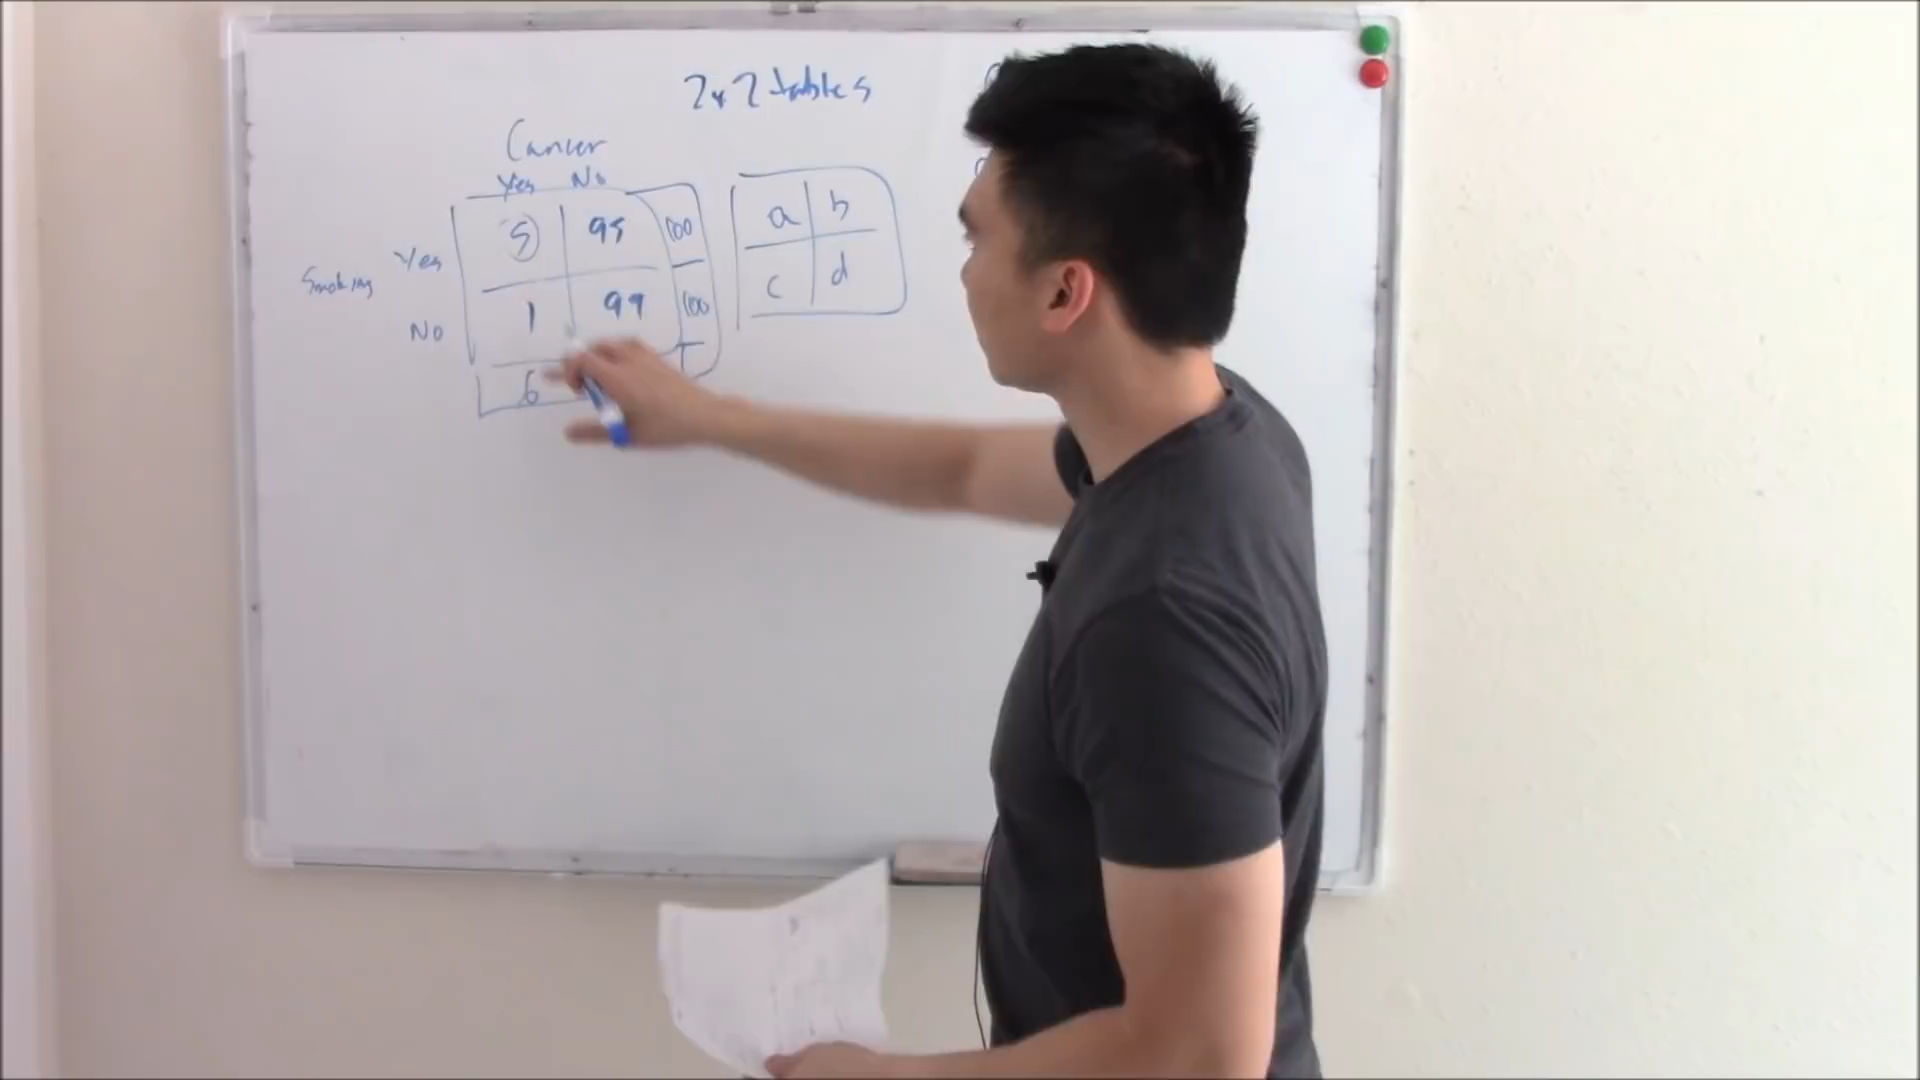 2x2 tables
Cancer
Yes No
Smoking
Yes 5 95 100
No 1 99 100
6
a b
c d